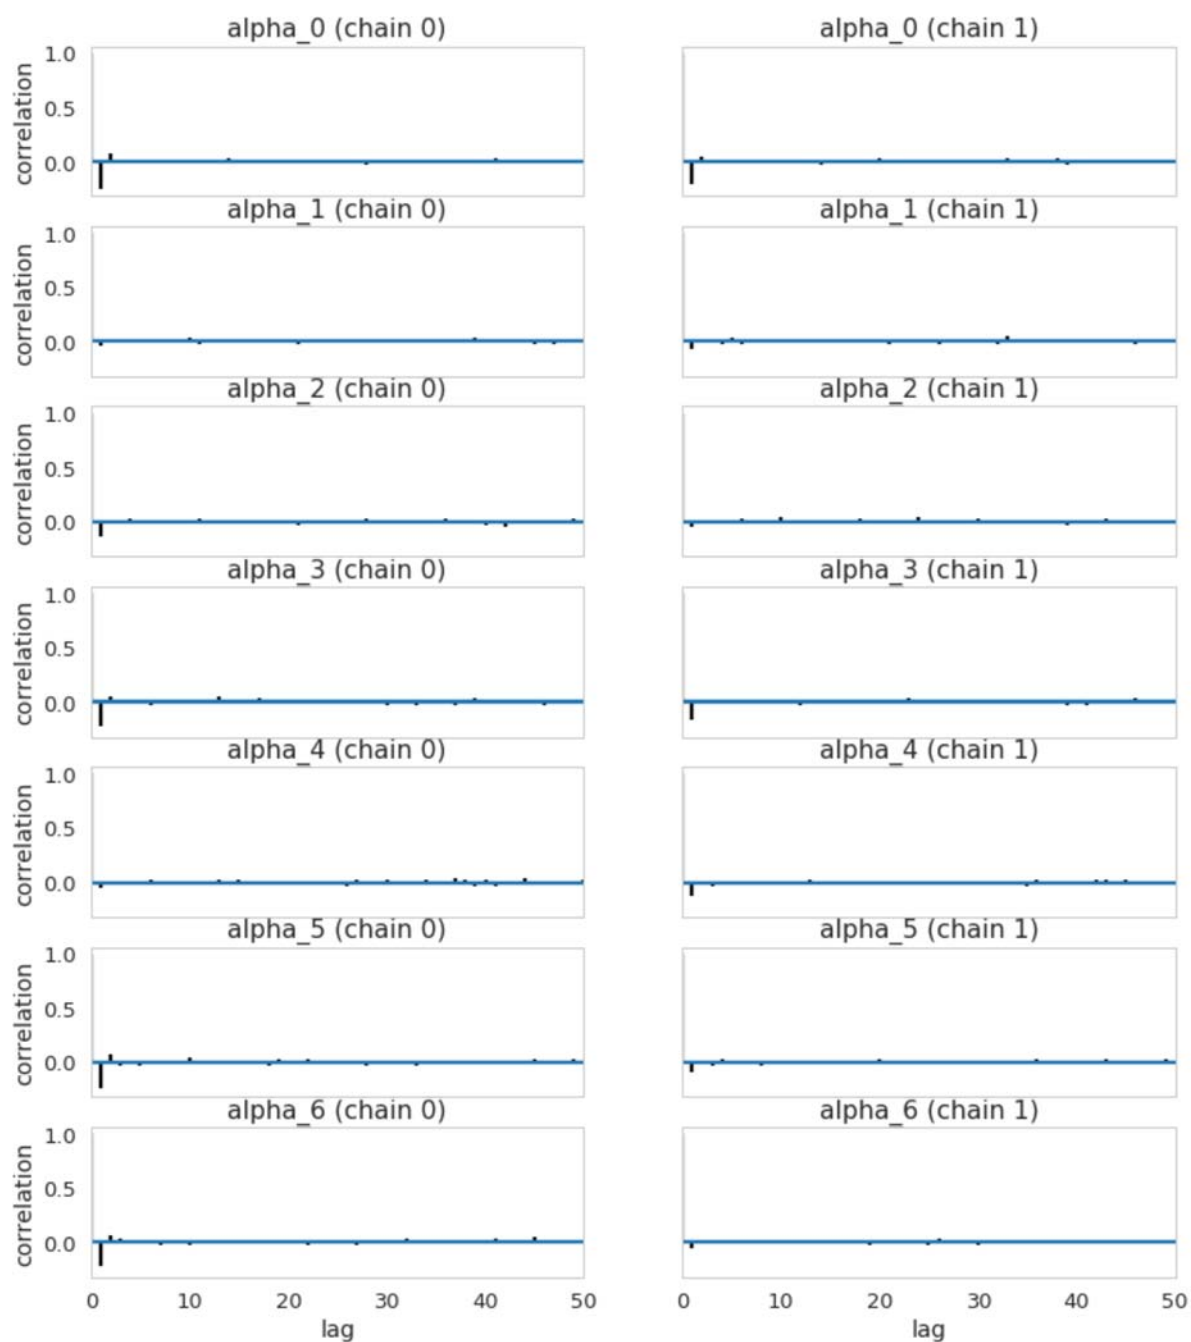 alpha_0 (chain 0) alpha_0 (chain 1)
1.0
0.5
0.0
correlation
alpha_1 (chain 0) alpha_1 (chain 1)
1.0
0.5
0.0
correlation
alpha_2 (chain 0) alpha_2 (chain 1)
1.0
0.5
0.0
correlation
alpha_3 (chain 0) alpha_3 (chain 1)
1.0
0.5
0.0
correlation
alpha_4 (chain 0) alpha_4 (chain 1)
1.0
0.5
0.0
correlation
alpha_5 (chain 0) alpha_5 (chain 1)
1.0
0.5
0.0
correlation
alpha_6 (chain 0) alpha_6 (chain 1)
1.0
0.5
0.0
correlation
0 10 20 30 40 50 0 10 20 30 40 50
lag lag